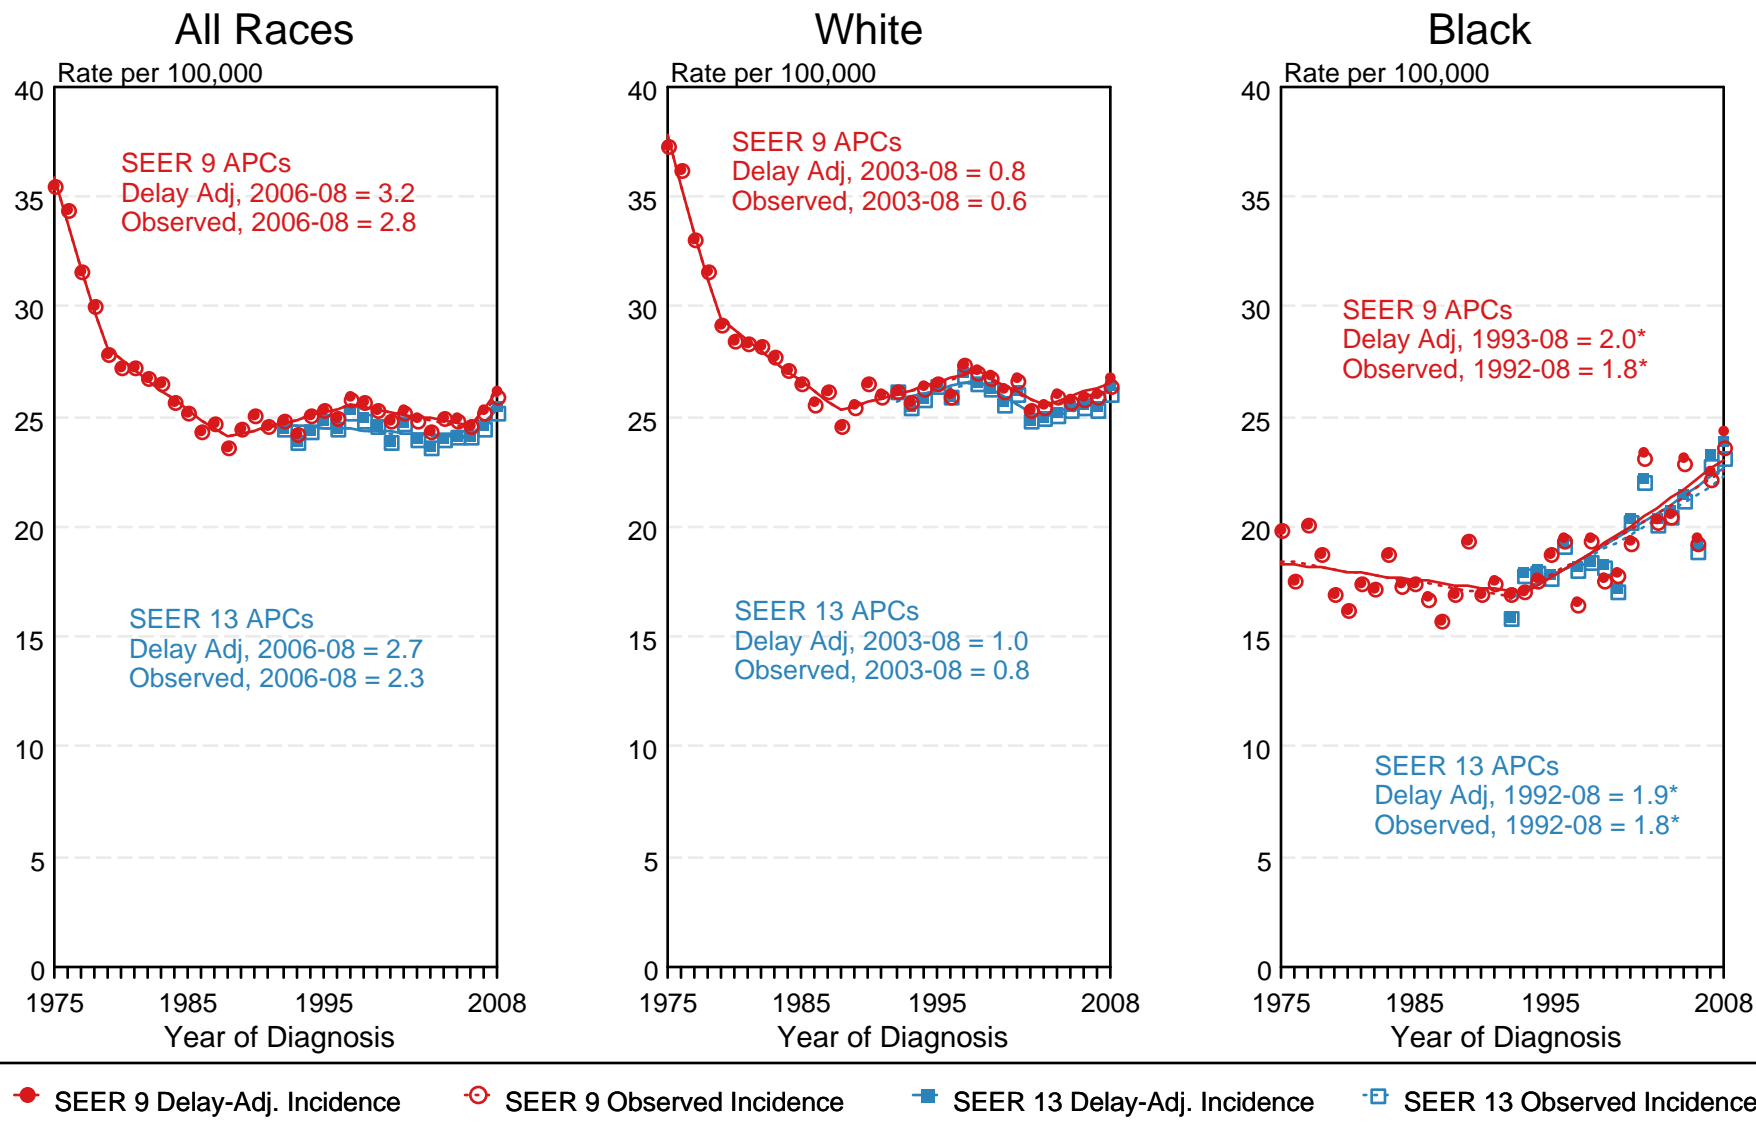 All Races
Rate per 100,000
40
35
30
25
20
15
10
5
0
SEER 9 APCs
Delay Adj, 2006-08 = 3.2
Observed, 2006-08 = 2.8
SEER 13 APCs
Delay Adj, 2006-08 = 2.7
Observed, 2006-08 = 2.3
1975 1985 1995 2008
Year of Diagnosis
White
Rate per 100,000
40
35
30
25
20
15
10
5
0
SEER 9 APCs
Delay Adj, 2003-08 = 0.8
Observed, 2003-08 = 0.6
SEER 13 APCs
Delay Adj, 2003-08 = 1.0
Observed, 2003-08 = 0.8
1975 1985 1995 2008
Year of Diagnosis
Black
Rate per 100,000
40
35
30
25
20
15
10
5
0
SEER 9 APCs
Delay Adj, 1993-08 = 2.0*
Observed, 1992-08 = 1.8*
SEER 13 APCs
Delay Adj, 1992-08 = 1.9*
Observed, 1992-08 = 1.8*
1975 1985 1995 2008
Year of Diagnosis
SEER 9 Delay-Adj. Incidence
SEER 9 Observed Incidence
SEER 13 Delay-Adj. Incidence
SEER 13 Observed Incidence